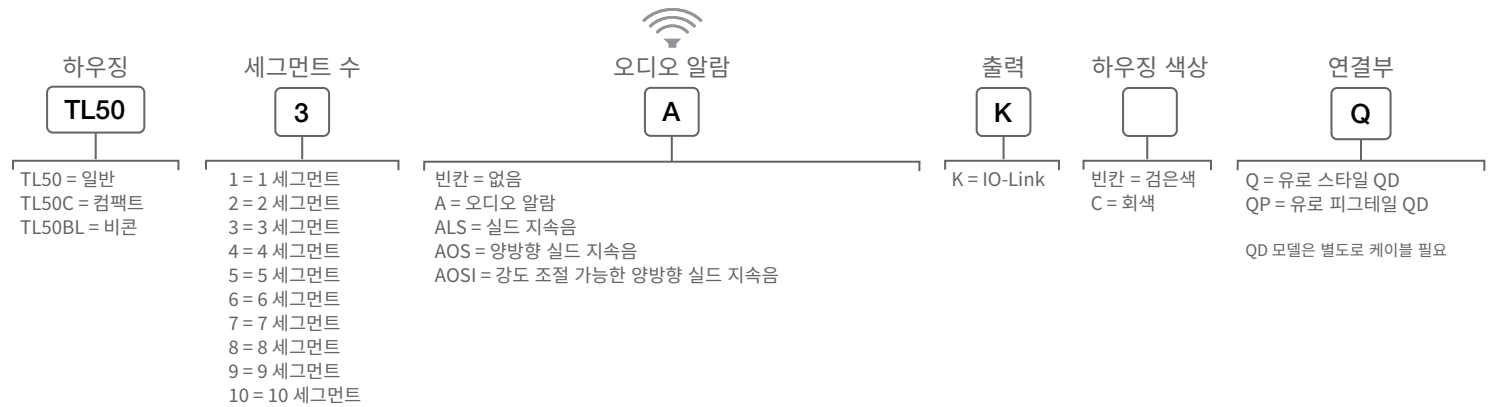 하우징
TL50
TL50 = 일반
TL50C = 컴팩트
TL50BL = 비콘
세그먼트 수
3
1 = 1 세그먼트
2 = 2 세그먼트
3 = 3 세그먼트
4 = 4 세그먼트
5 = 5 세그먼트
6 = 6 세그먼트
7 = 7 세그먼트
8 = 8 세그먼트
9 = 9 세그먼트
10 = 10 세그먼트
오디오 알람
A
빈칸 = 없음
A = 오디오 알람
ALS = 실드 지속음
AOS = 양방향 실드 지속음
AOSI = 강도 조절 가능한 양방향 실드 지속음
출력
K
K = IO-Link
하우징 색상
빈칸 = 검은색
C = 회색
연결부
Q
Q = 유로 스타일 QD
QP = 유로 피그테일 QD
QD 모델은 별도로 케이블 필요